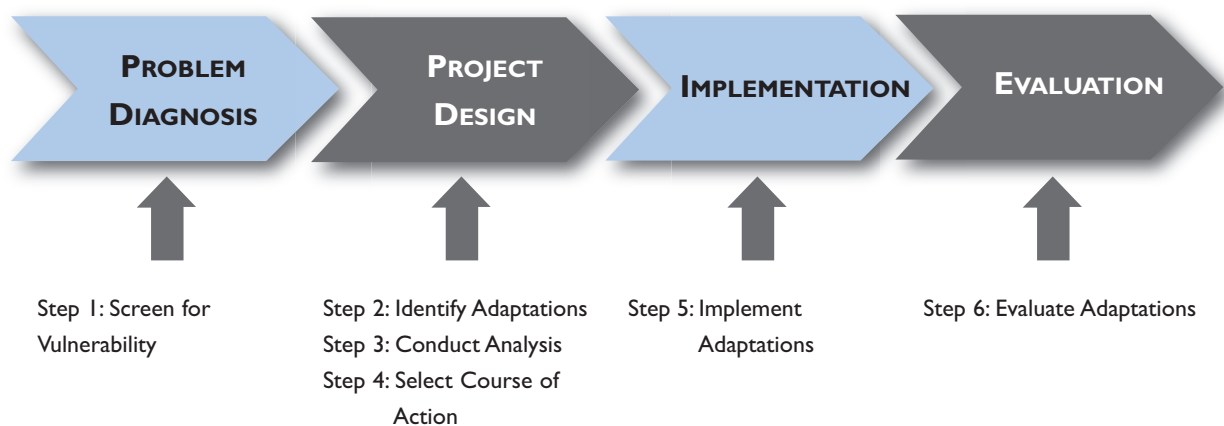 PROBLEM
DIAGNOSIS
PROJECT
DESIGN
IMPLEMENTATION
EVALUATION
Step 1: Screen for
Vulnerability
Step 2: Identify Adaptations
Step 3: Conduct Analysis
Step 4: Select Course of
Action
Step 5: Implement
Adaptations
Step 6: Evaluate Adaptations